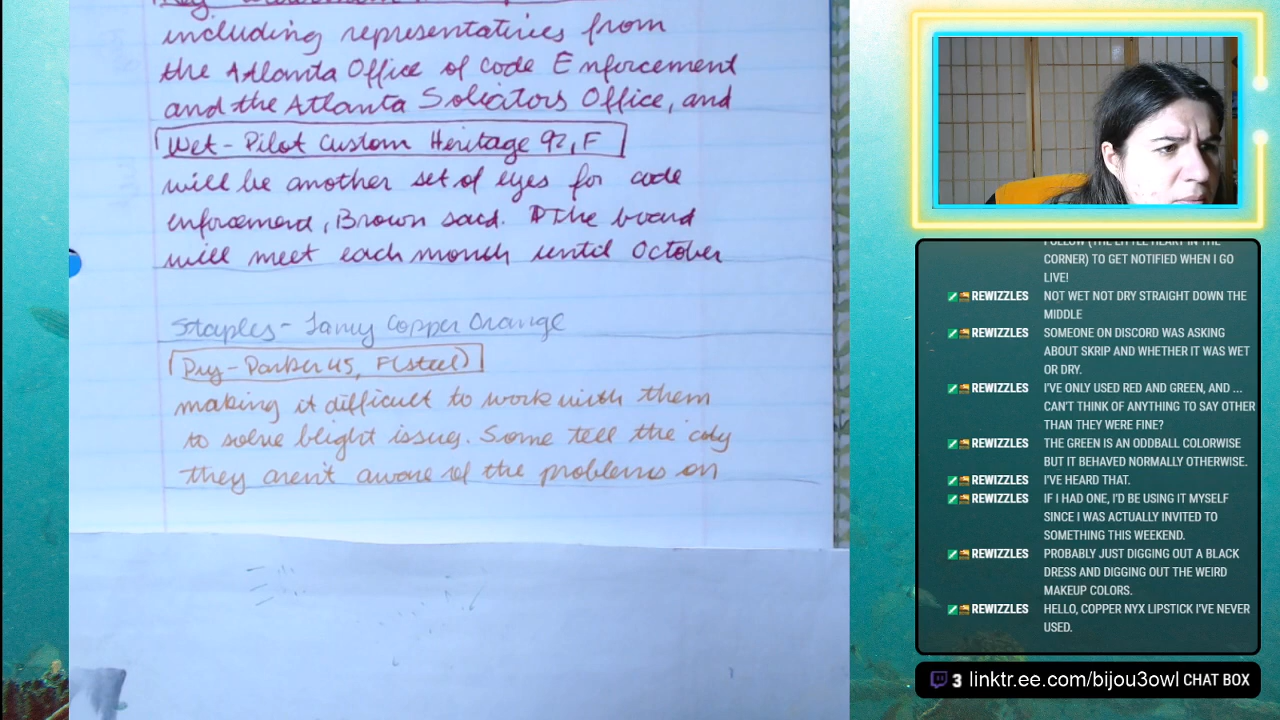 including representatives from
the Atlanta Office of Code Enforcement
and the Atlanta Soliciators Office, and
Wet- Pilot Custom Heritage 92, F
will be another set of eyes for code
enforcement, Brown said. The board
will meet each month until October
Staples- Lamy Copper Orange
Dry- Parker 45, F (steel)
making it difficult to work with them
to solve blight issues. Some tell the city
they aren't aware of the problems on
FOLLOW (THE LITTLE HEART IN THE
CORNER) TO GET NOTIFIED WHEN I GO
LIVE!
REWIZZLES NOT WET NOT DRY STRAIGHT DOWN THE
MIDDLE
REWIZZLES SOMEONE ON DISCORD WAS ASKING
ABOUT SKRIP AND WHETHER IT WAS WET
OR DRY.
REWIZZLES I'VE ONLY USED RED AND GREEN, AND ...
CAN'T THINK OF ANYTHING TO SAY OTHER
THAN THEY WERE FINE?
REWIZZLES THE GREEN IS AN ODDBALL COLORWISE
BUT IT BEHAVED NORMALLY OTHERWISE.
REWIZZLES I'VE HEARD THAT.
REWIZZLES IF I HAD ONE, I'D BE USING IT MYSELF
SINCE I WAS ACTUALLY INVITED TO
SOMETHING THIS WEEKEND.
REWIZZLES PROBABLY JUST DIGGING OUT A BLACK
DRESS AND DIGGING OUT THE WEIRD
MAKEUP COLORS.
REWIZZLES HELLO, COPPER NYX LIPSTICK I'VE NEVER
USED.
3 linktr.ee.com/bijou3owl CHAT BOX